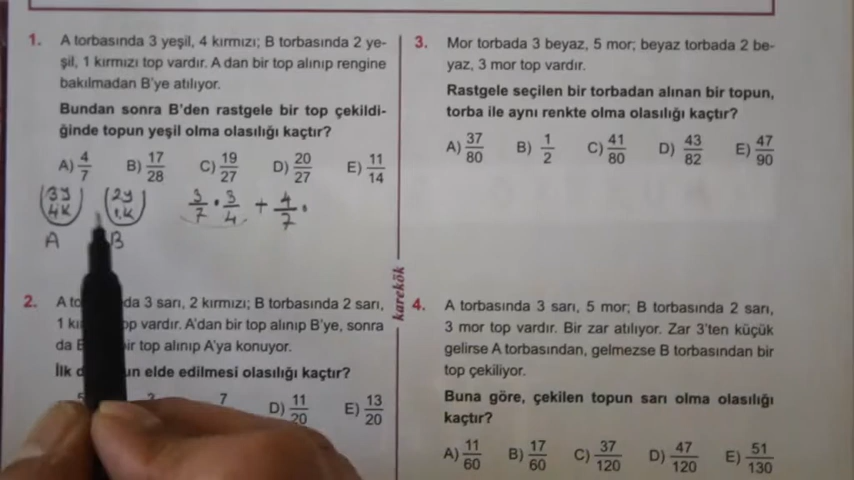 1. A torbasında 3 yeşil, 4 kırmızı; B torbasında 2 ye-
şil, 1 kırmızı top vardır. A dan bir top alınıp rengine
bakılmadan B'ye atılıyor.
Bundan sonra B'den rastgele bir top çekildi-
ğinde topun yeşil olma olasılığı kaçtır?
A) 4/7 B) 17/28 C) 19/27 D) 20/27 E) 11/14
3Y 2Y 3/7 · 3/4 + 4/7 ·
4K 1K
A B
2. A to da 3 sarı, 2 kırmızı; B torbasında 2 sarı,
1 kı op vardır. A'dan bir top alınıp B'ye, sonra
da B ir top alınıp A'ya konuyor.
İlk d un elde edilmesi olasılığı kaçtır?
7 D) 11/20 E) 13/20
karekök
3. Mor torbada 3 beyaz, 5 mor; beyaz torbada 2 be-
yaz, 3 mor top vardır.
Rastgele seçilen bir torbadan alınan bir topun,
torba ile aynı renkte olma olasılığı kaçtır?
A) 37/80 B) 1/2 C) 41/80 D) 43/82 E) 47/90
4. A torbasında 3 sarı, 5 mor; B torbasında 2 sarı,
3 mor top vardır. Bir zar atılıyor. Zar 3'ten küçük
gelirse A torbasından, gelmezse B torbasından bir
top çekiliyor.
Buna göre, çekilen topun sarı olma olasılığı
kaçtır?
A) 11/60 B) 17/60 C) 37/120 D) 47/120 E) 51/130